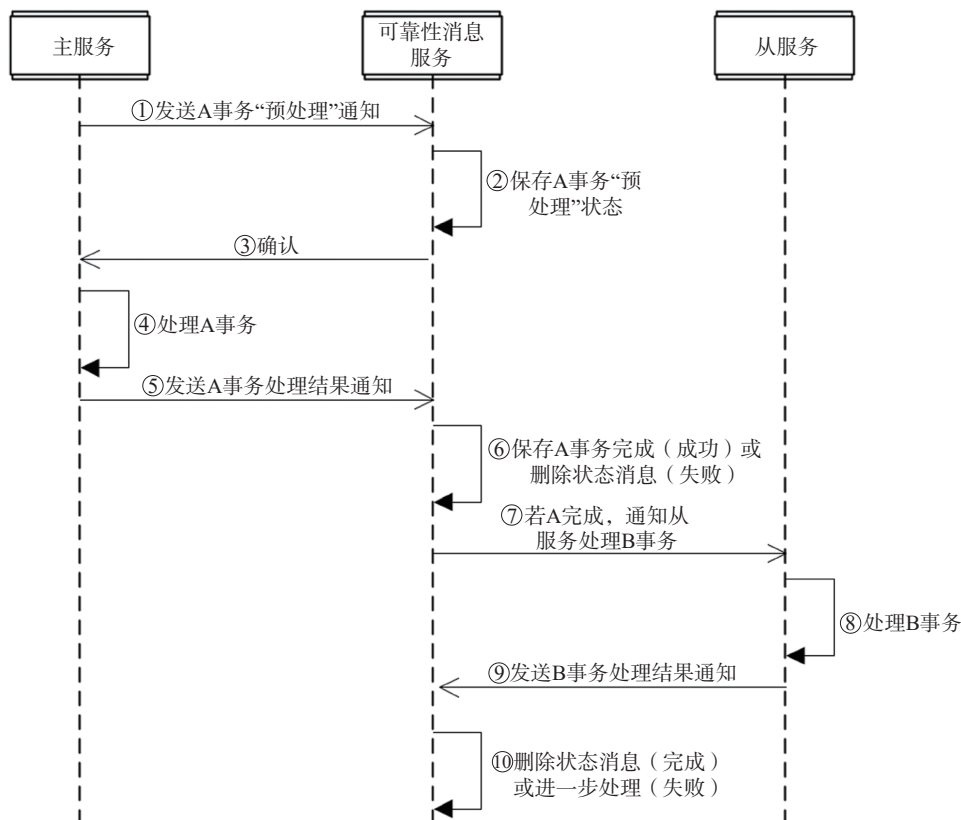 主服务
可靠性消息
服务
从服务
①发送A事务“预处理”通知
②保存A事务“预
处理”状态
③确认
④处理A事务
⑤发送A事务处理结果通知
⑥保存A事务完成（成功）或
删除状态消息（失败）
⑦若A完成，通知从
服务处理B事务
⑧处理B事务
⑨发送B事务处理结果通知
⑩删除状态消息（完成）
或进一步处理（失败）